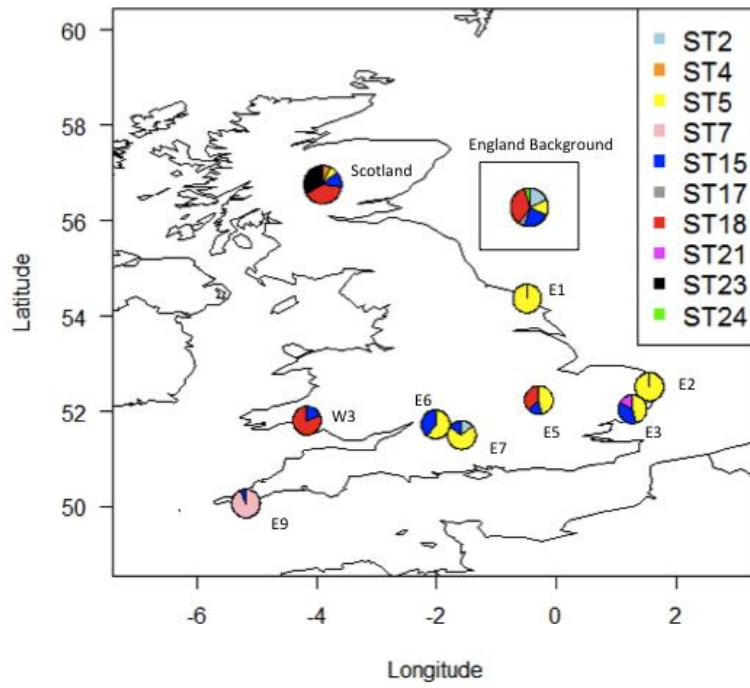 60
58
56
54
52
50
Latitude
-6
-4
-2
0
2
Longitude
Scotland
England Background
E1
E2
E3
E5
E6
E7
W3
E9
ST2
ST4
ST5
ST7
ST15
ST17
ST18
ST21
ST23
ST24